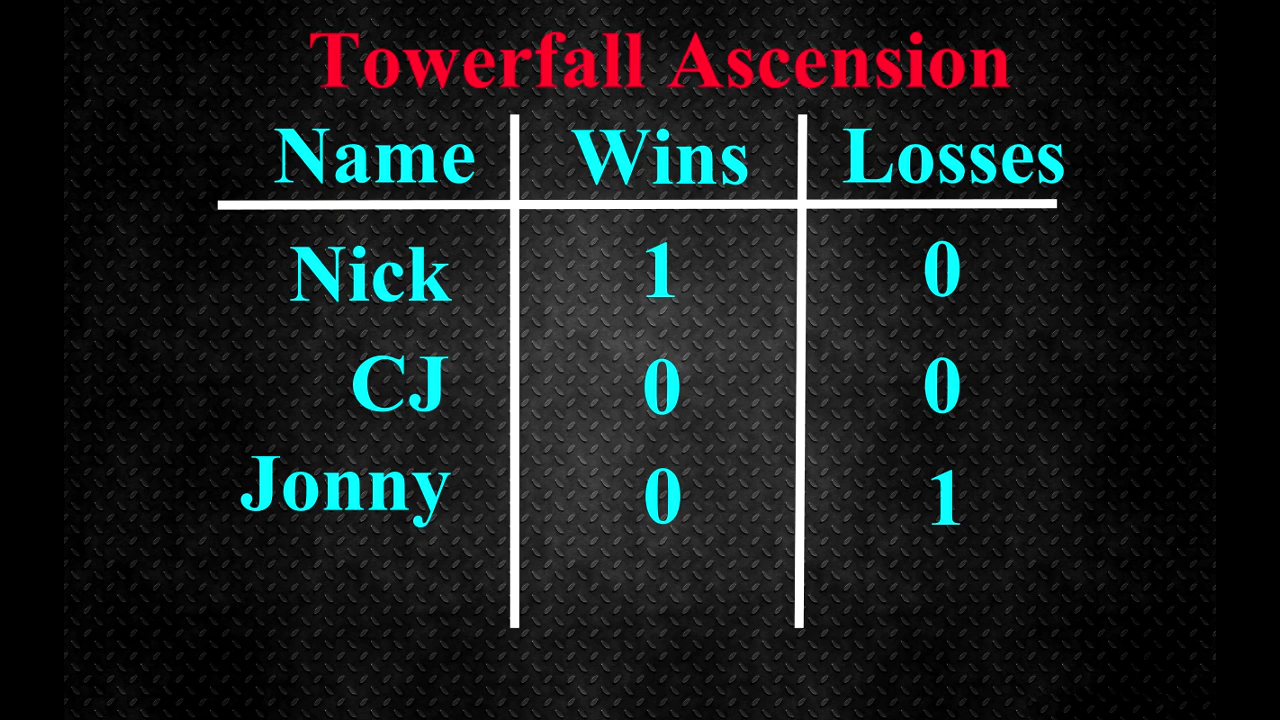 Towerfall Ascension
Name Wins Losses
Nick 1 0
CJ 0 0
Jonny 0 1